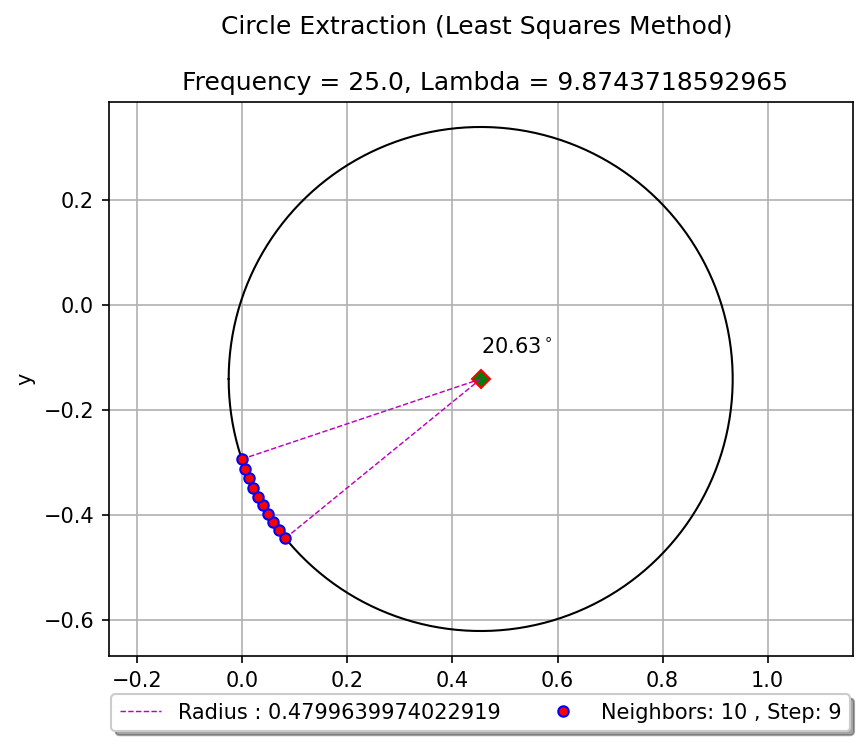 Circle Extraction (Least Squares Method)
Frequency = 25.0, Lambda = 9.8743718592965
0.2
0.0
−0.2
−0.4
−0.6
y
20.63°
−0.2 0.0 0.2 0.4 0.6 0.8 1.0
Radius : 0.4799639974022919 Neighbors: 10 , Step: 9